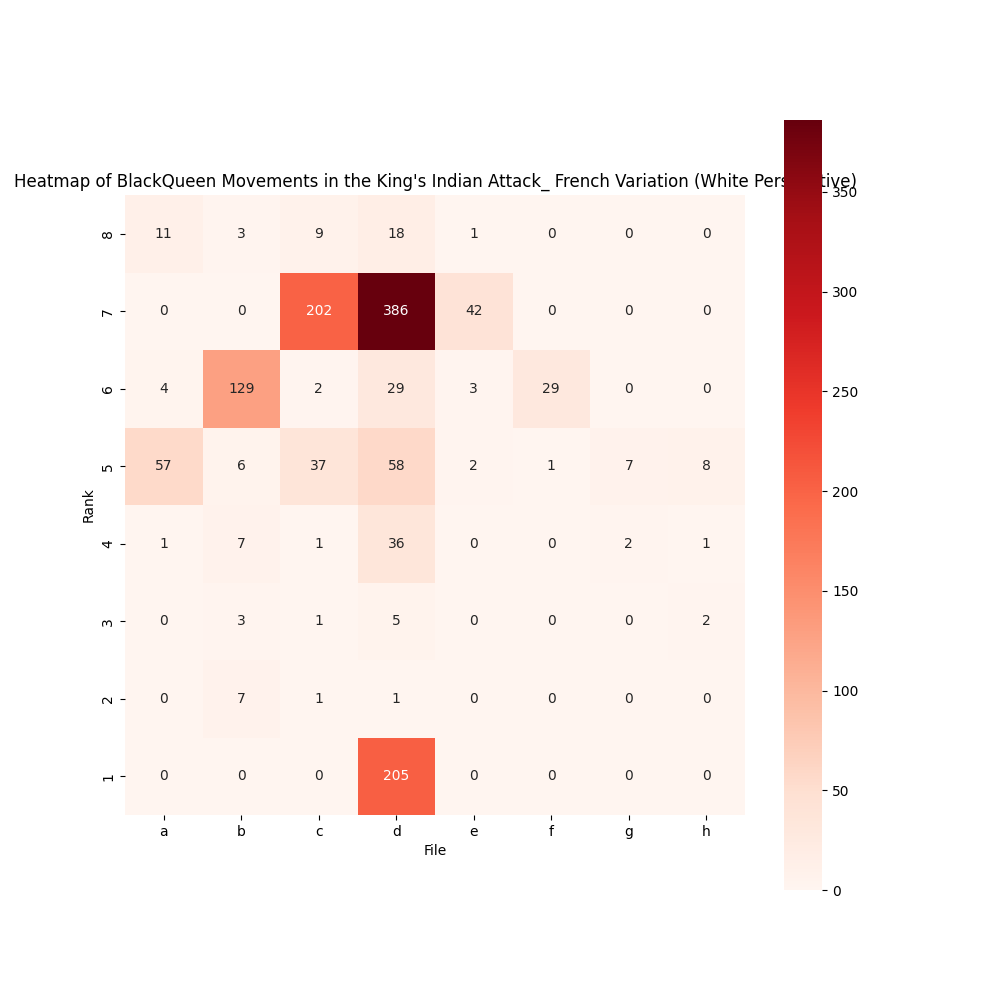 Heatmap of BlackQueen Movements in the King's Indian Attack_ French Variation (White Perspective)
350
8 11 3 9 18 1 0 0 0
7 0 0 202 386 42 0 0 0
300
6 4 129 2 29 3 29 0 0
250
5 57 6 37 58 2 1 7 8
200
Rank
4 1 7 1 36 0 0 2 1
150
3 0 3 1 5 0 0 0 2
100
2 0 7 1 1 0 0 0 0
1 0 0 0 205 0 0 0 0
50
a b c d e f g h
File
0